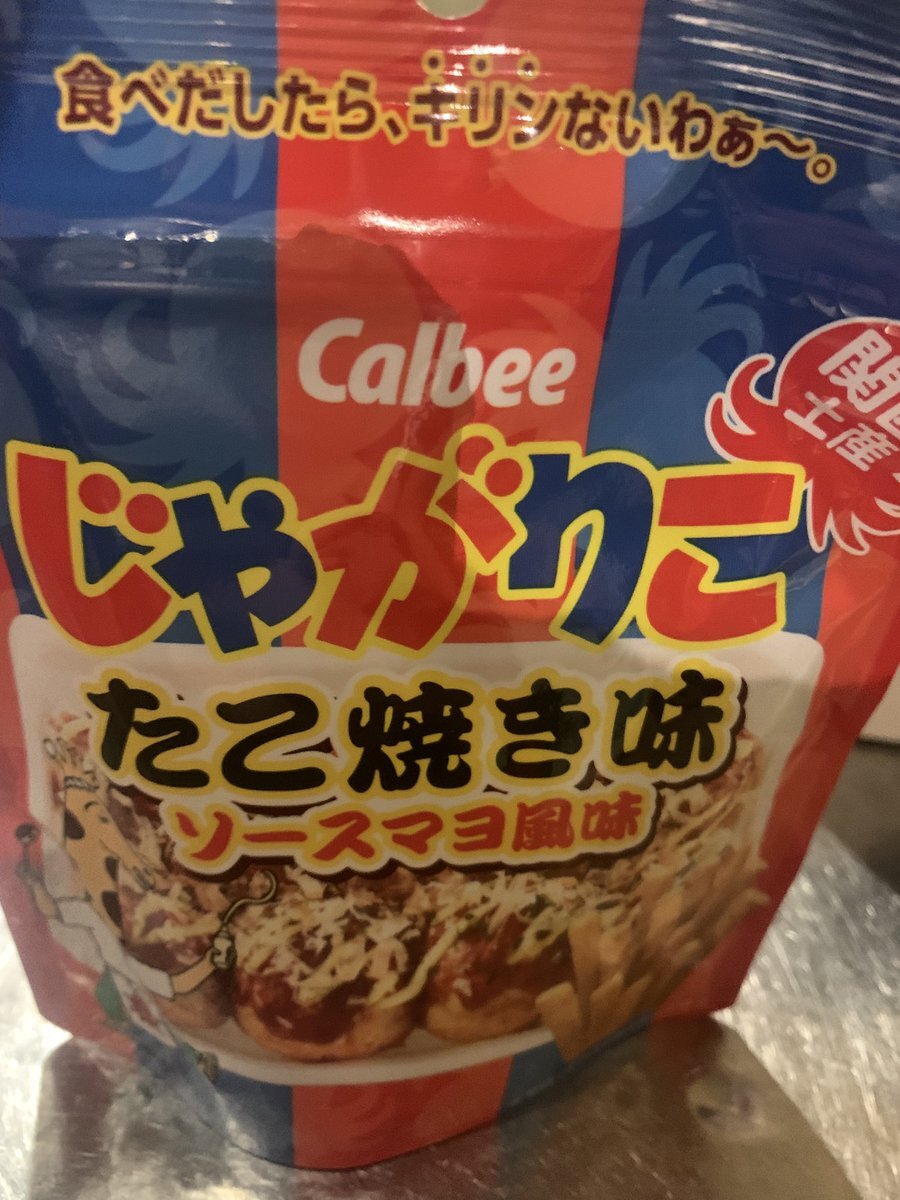 食べだしたら、キリンないわぁ〜。
Calbee
関
土産
じゃがりこ
たこ焼き味
ソースマヨ風味